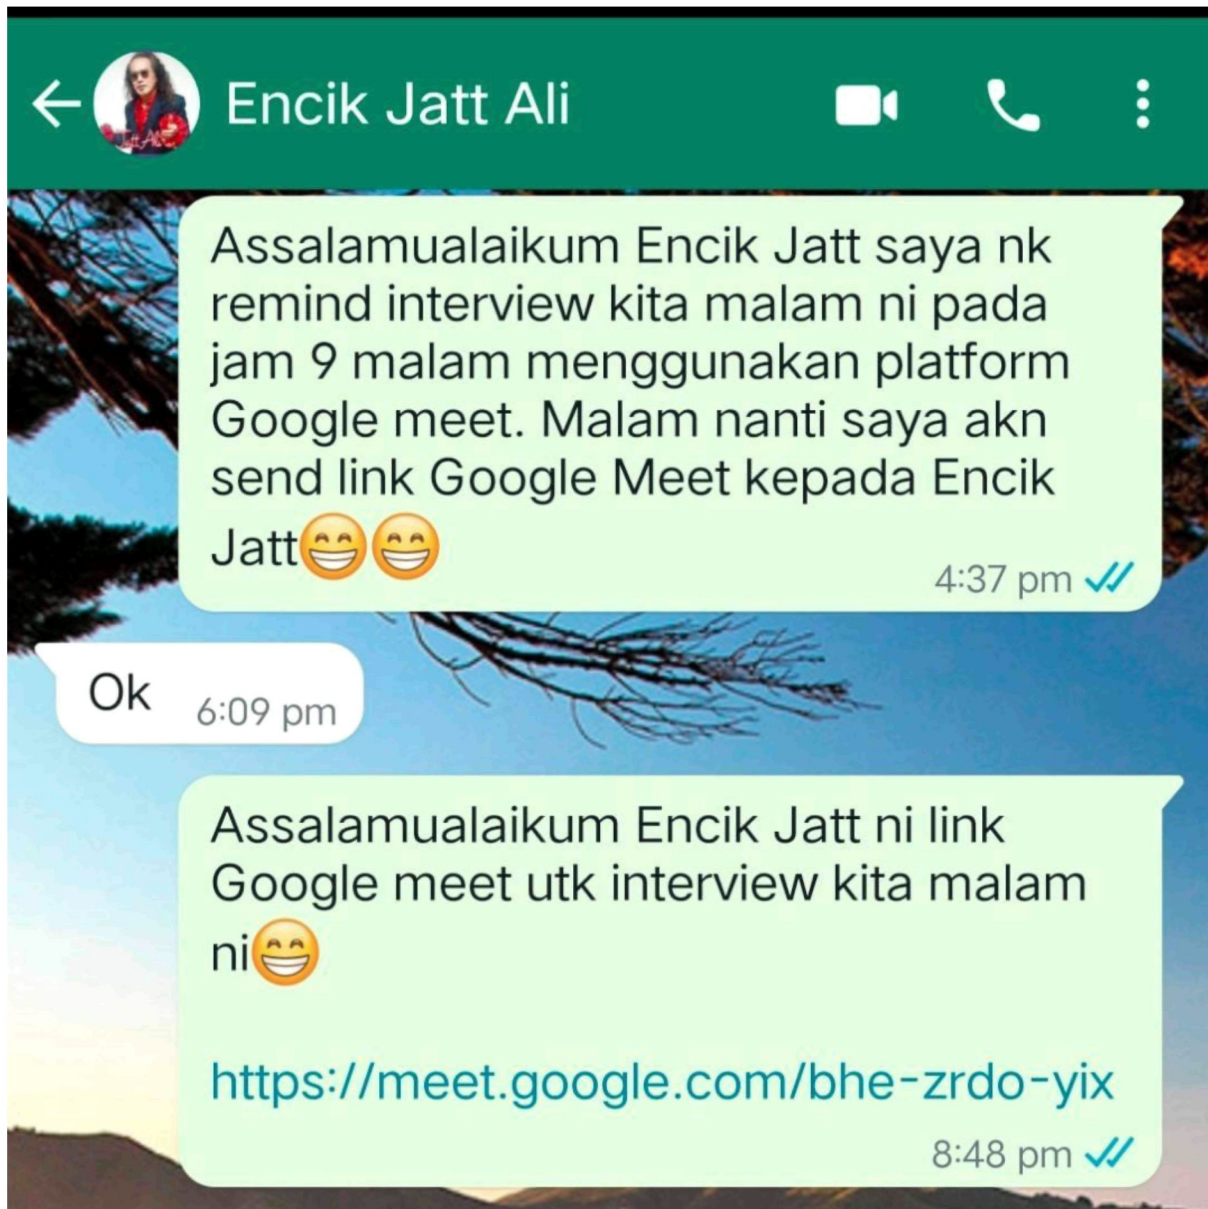 Encik Jatt Ali
Assalamualaikum Encik Jatt saya nk
remind interview kita malam ni pada
jam 9 malam menggunakan platform
Google meet. Malam nanti saya akn
send link Google Meet kepada Encik
Jatt😁😁
4:37 pm
Ok
6:09 pm
Assalamualaikum Encik Jatt ni link
Google meet utk interview kita malam
ni😁
https://meet.google.com/bhe-zrdo-yix
8:48 pm